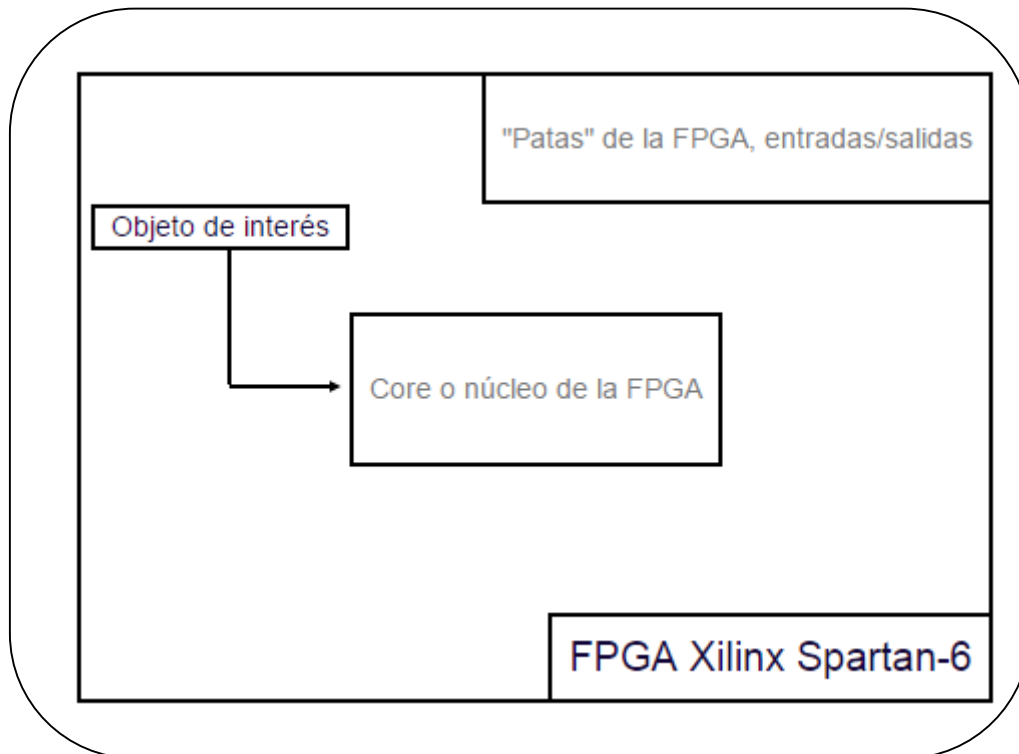 "Patas" de la FPGA, entradas/salidas
Objeto de interés
Core o núcleo de la FPGA
FPGA Xilinx Spartan-6